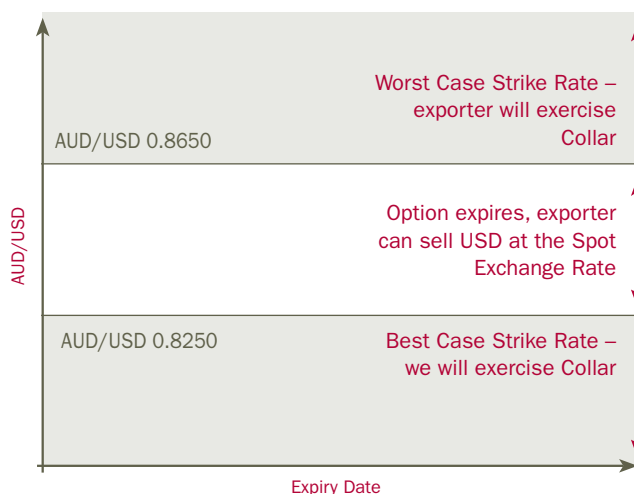 Worst Case Strike Rate –
exporter will exercise
Collar
AUD/USD 0.8650
Option expires, exporter
can sell USD at the Spot
Exchange Rate
AUD/USD
AUD/USD 0.8250
Best Case Strike Rate –
we will exercise Collar
Expiry Date